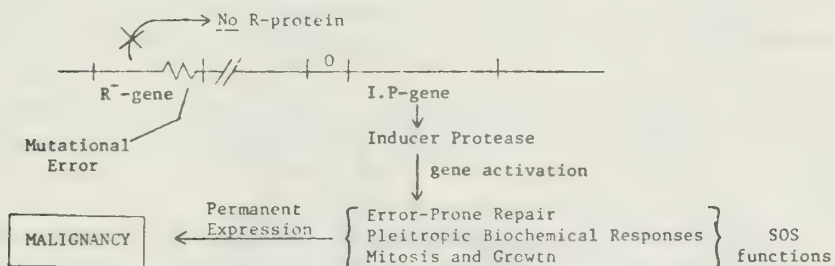 No R-protein
O
R⁻-gene
I.P-gene
Mutational
Error
Inducer Protease
gene activation
Permanent
Expression
MALIGNANCY
Error-Prone Repair
Pleitropic Biochemical Responses
Mitosis and Growth
SOS
functions